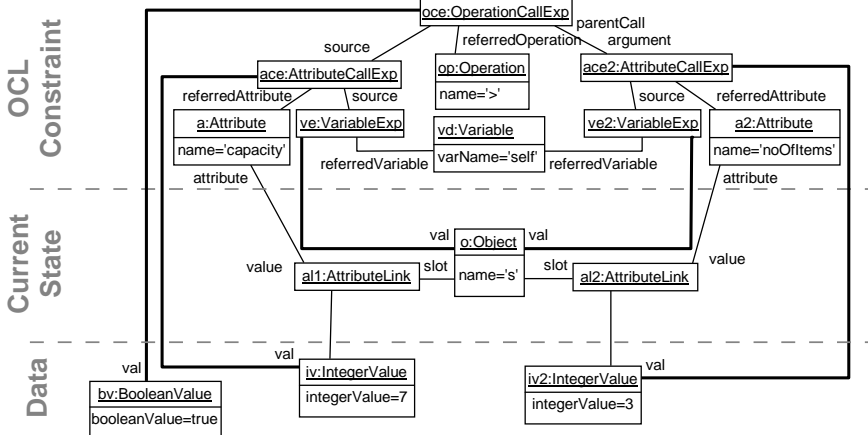 oce:OperationCallExp
parentCall
source
referredOperation
argument
OCL
Constraint
ace:AttributeCallExp
op:Operation
name='>'
ace2:AttributeCallExp
referredAttribute
source
source
referredAttribute
a:Attribute
name='capacity'
ve:VariableExp
vd:Variable
varName='self'
ve2:VariableExp
a2:Attribute
name='noOfItems'
referredVariable
referredVariable
attribute
attribute
Current
State
val
o:Object
name='s'
val
value
al1:AttributeLink
slot
slot
al2:AttributeLink
value
Data
val
bv:BooleanValue
booleanValue=true
val
iv:IntegerValue
integerValue=7
iv2:IntegerValue
integerValue=3
val